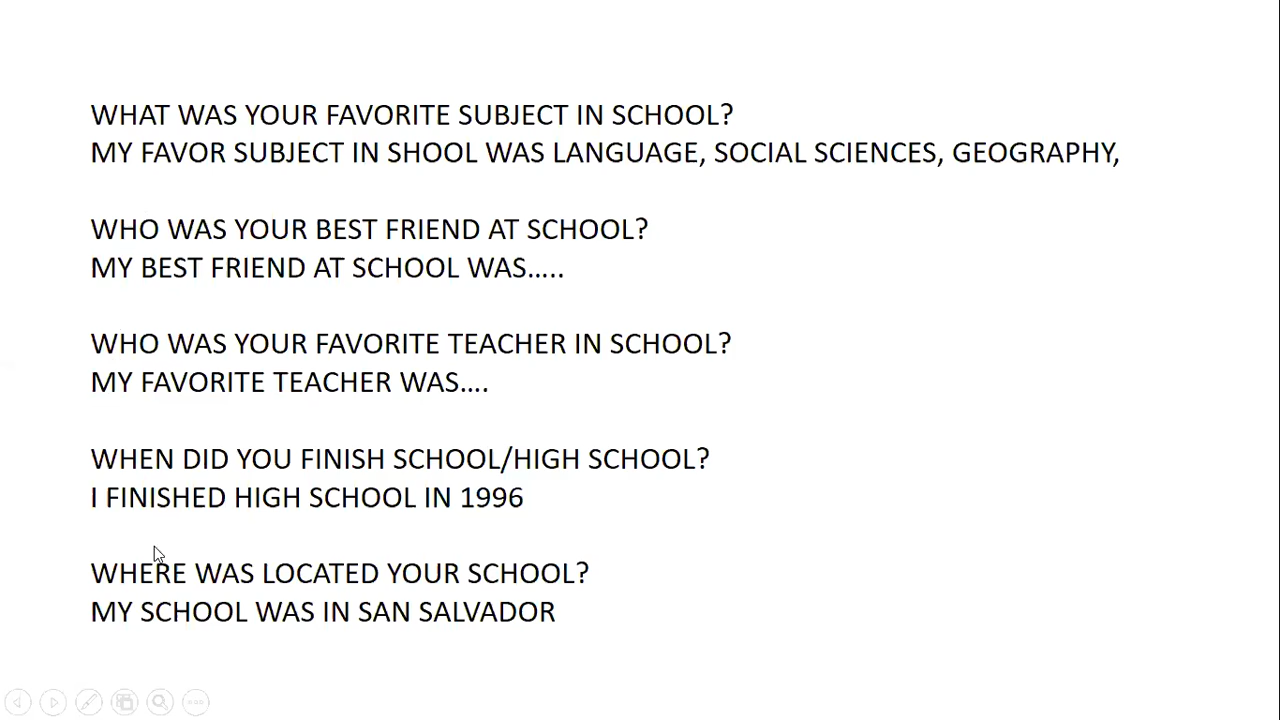 WHAT WAS YOUR FAVORITE SUBJECT IN SCHOOL?
MY FAVOR SUBJECT IN SHOOL WAS LANGUAGE, SOCIAL SCIENCES, GEOGRAPHY,
WHO WAS YOUR BEST FRIEND AT SCHOOL?
MY BEST FRIEND AT SCHOOL WAS…..
WHO WAS YOUR FAVORITE TEACHER IN SCHOOL?
MY FAVORITE TEACHER WAS….
WHEN DID YOU FINISH SCHOOL/HIGH SCHOOL?
I FINISHED HIGH SCHOOL IN 1996
WHERE WAS LOCATED YOUR SCHOOL?
MY SCHOOL WAS IN SAN SALVADOR